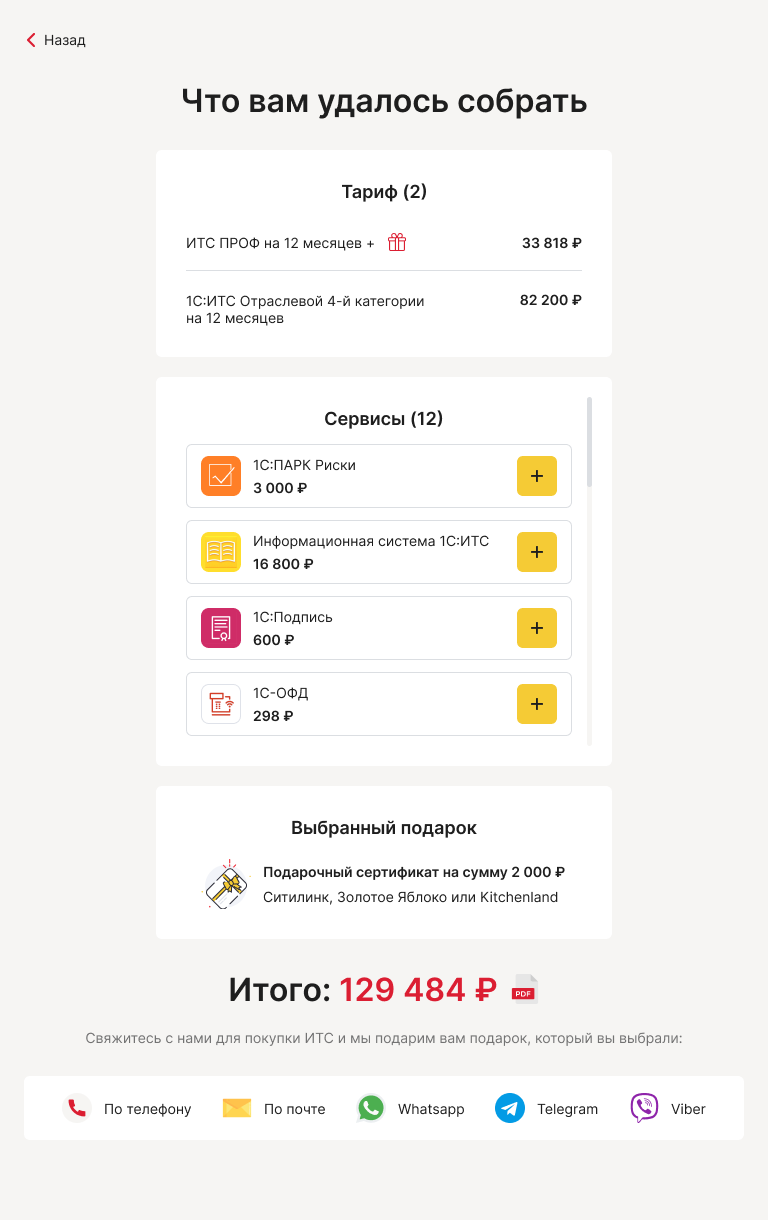 Назад
Что вам удалось собрать
Тариф (2)
ИТС ПРОФ на 12 месяцев +
33 818 ₽
1С:ИТС Отраслевой 4-й категории
82 200 ₽
на 12 месяцев
Сервисы (12)
1С:ПАРК Риски
3 000 ₽
+
Информационная система 1С:ИТС
16 800 ₽
+
1С:Подпись
600 ₽
+
1С-ОФД
298 ₽
+
Выбранный подарок
Подарочный сертификат на сумму 2 000 ₽
Ситилинк, Золотое Яблоко или Kitchenland
Итого: 129 484 ₽ PDF
Свяжитесь с нами для покупки ИТС и мы подарим вам подарок, который вы выбрали:
По телефону
По почте
Whatsapp
Telegram
Viber